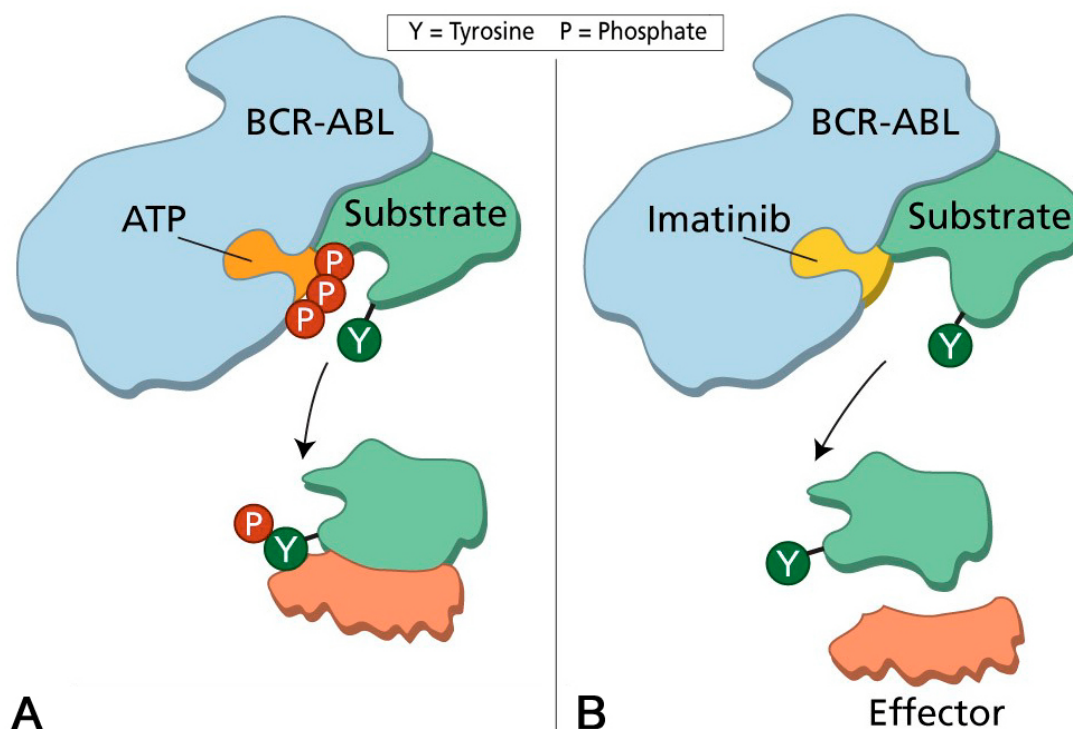 Y = Tyrosine P = Phosphate
BCR-ABL
ATP
Substrate
P
P
P
Y
P
Y
A
BCR-ABL
Imatinib
Substrate
Y
Y
Effector
B